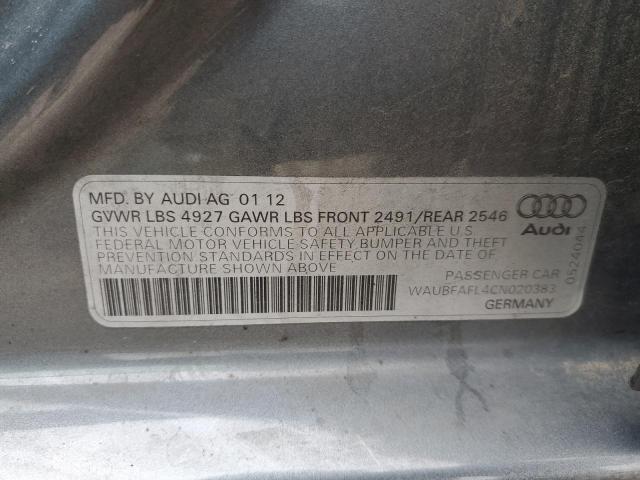 MFD. BY AUDI AG 01 12
GVWR LBS 4927 GAWR LBS FRONT 2491/REAR 2546
THIS VEHICLE CONFORMS TO ALL APPLICABLE U.S
FEDERAL MOTOR VEHICLE SAFETY BUMPER AND THEFT
PREVENTION STANDARDS IN EFFECT ON THE DATE OF
MANUFACTURE SHOWN ABOVE
Audi
0524044
PASSENGER CAR
WAUBFAFL4CN020383
GERMANY